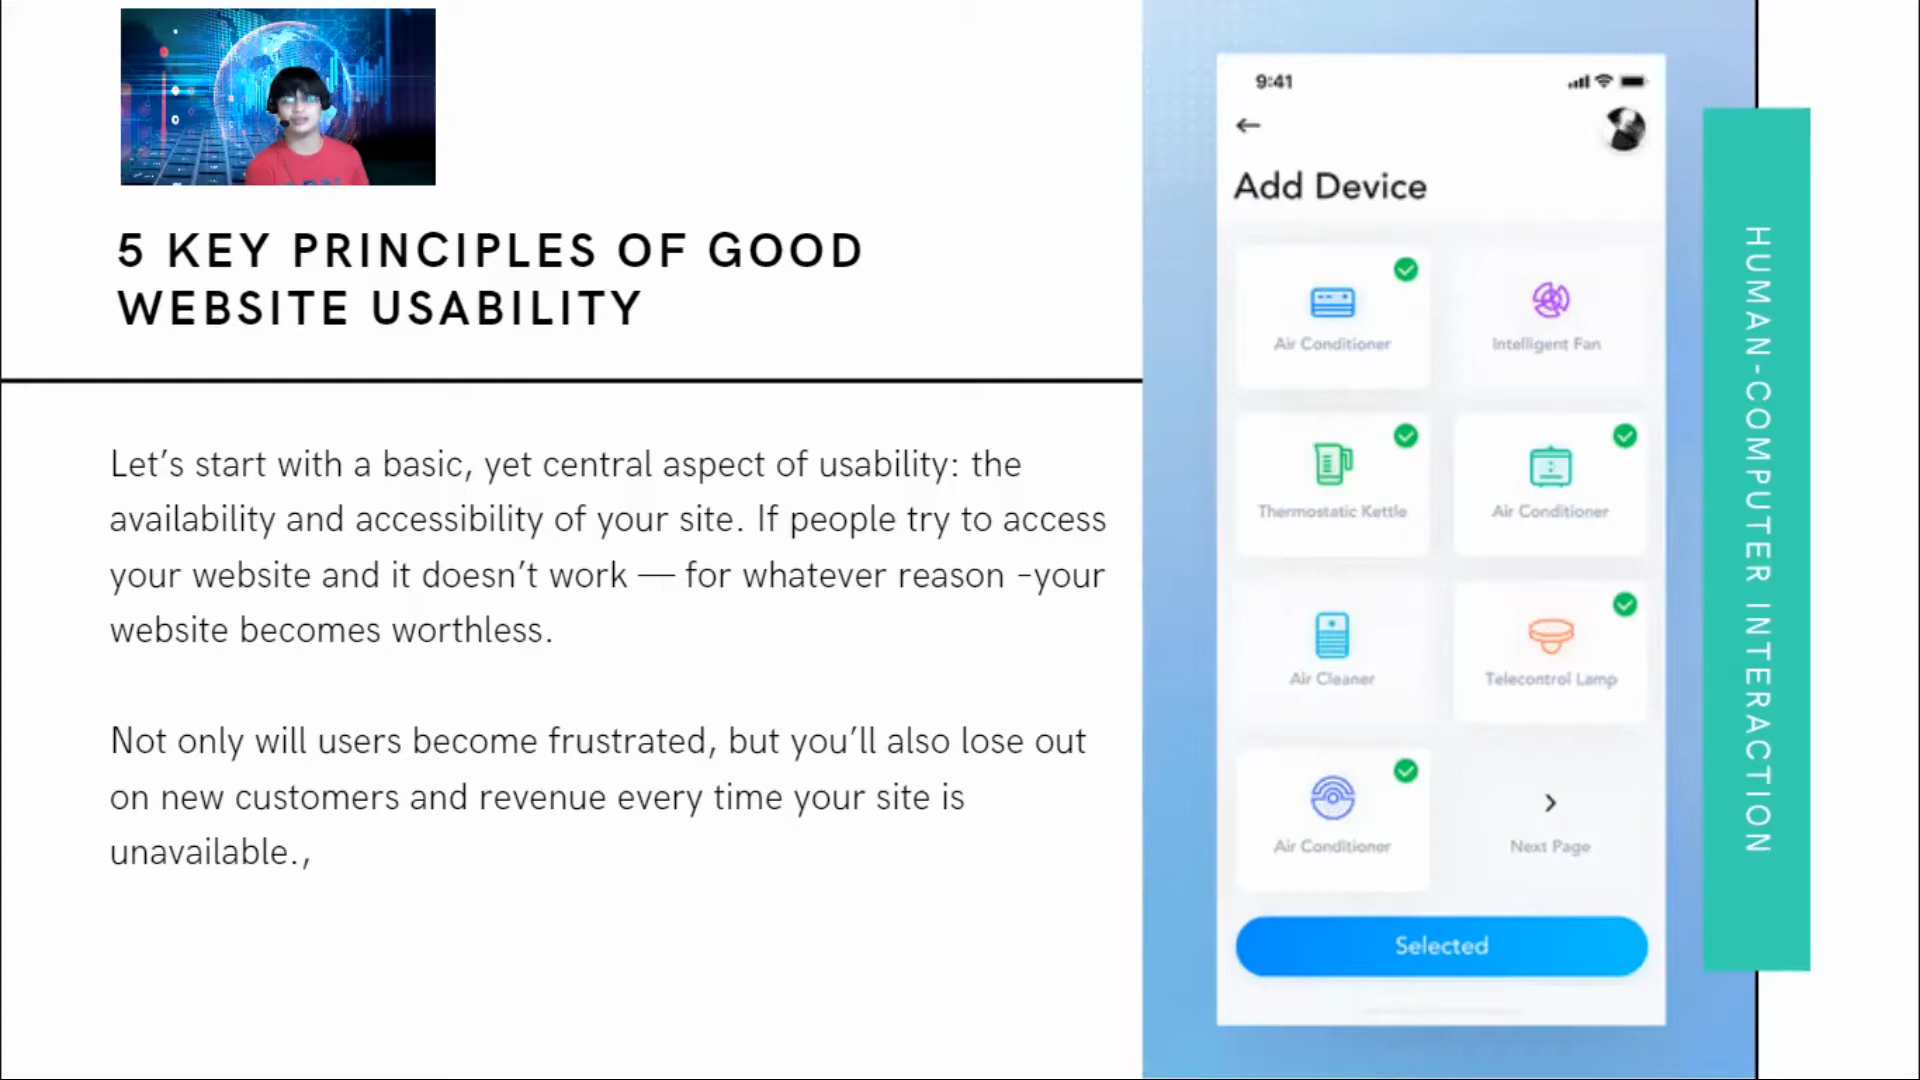 5 KEY PRINCIPLES OF GOOD
WEBSITE USABILITY
Let’s start with a basic, yet central aspect of usability: the
availability and accessibility of your site. If people try to access
your website and it doesn’t work — for whatever reason -your
website becomes worthless.
Not only will users become frustrated, but you’ll also lose out
on new customers and revenue every time your site is
unavailable.,
9:41
Add Device
Air Conditioner
Intelligent Fan
Thermostatic Kettle
Air Conditioner
Air Cleaner
Telecontrol Lamp
Air Conditioner
Next Page
Selected
HUMAN-COMPUTER INTERACTION